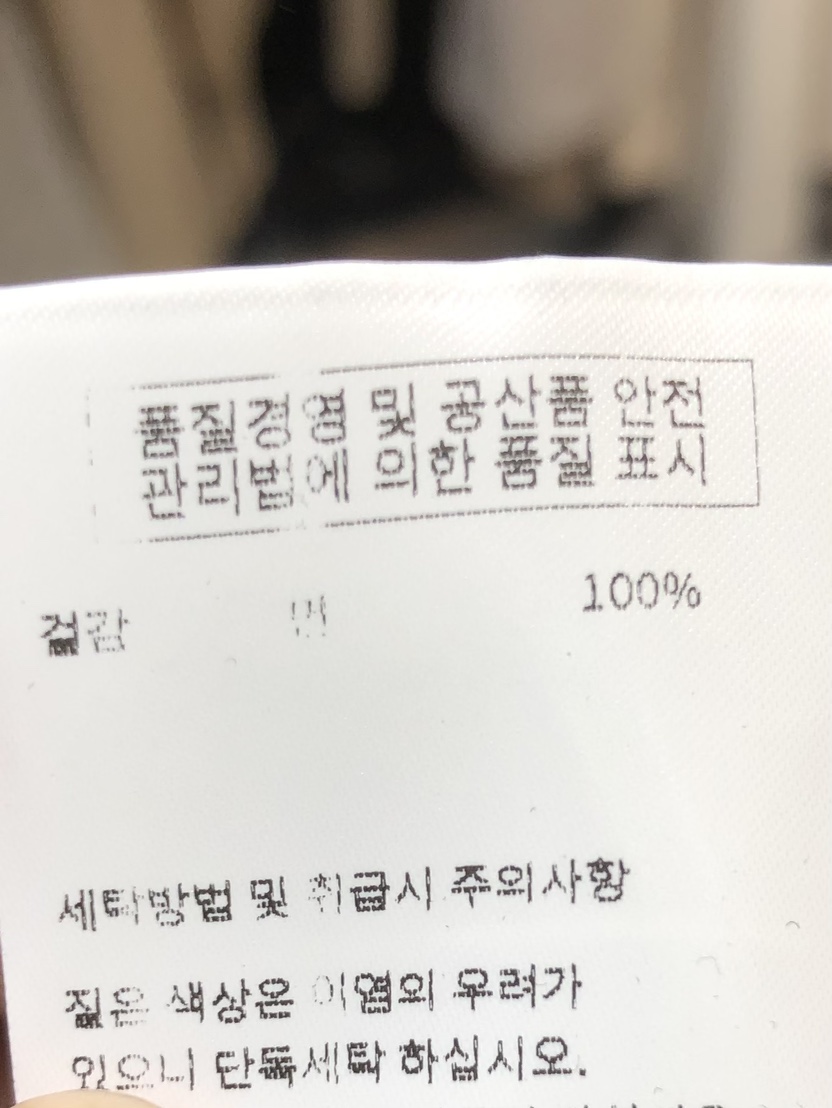 품질경영 및 공산품 안전
관리법에 의한 품질 표시
겉감 면 100%
세탁방법 및 취급시 주의사항
짙은 색상은 이염의 우려가
있으니 단독세탁 하십시오.